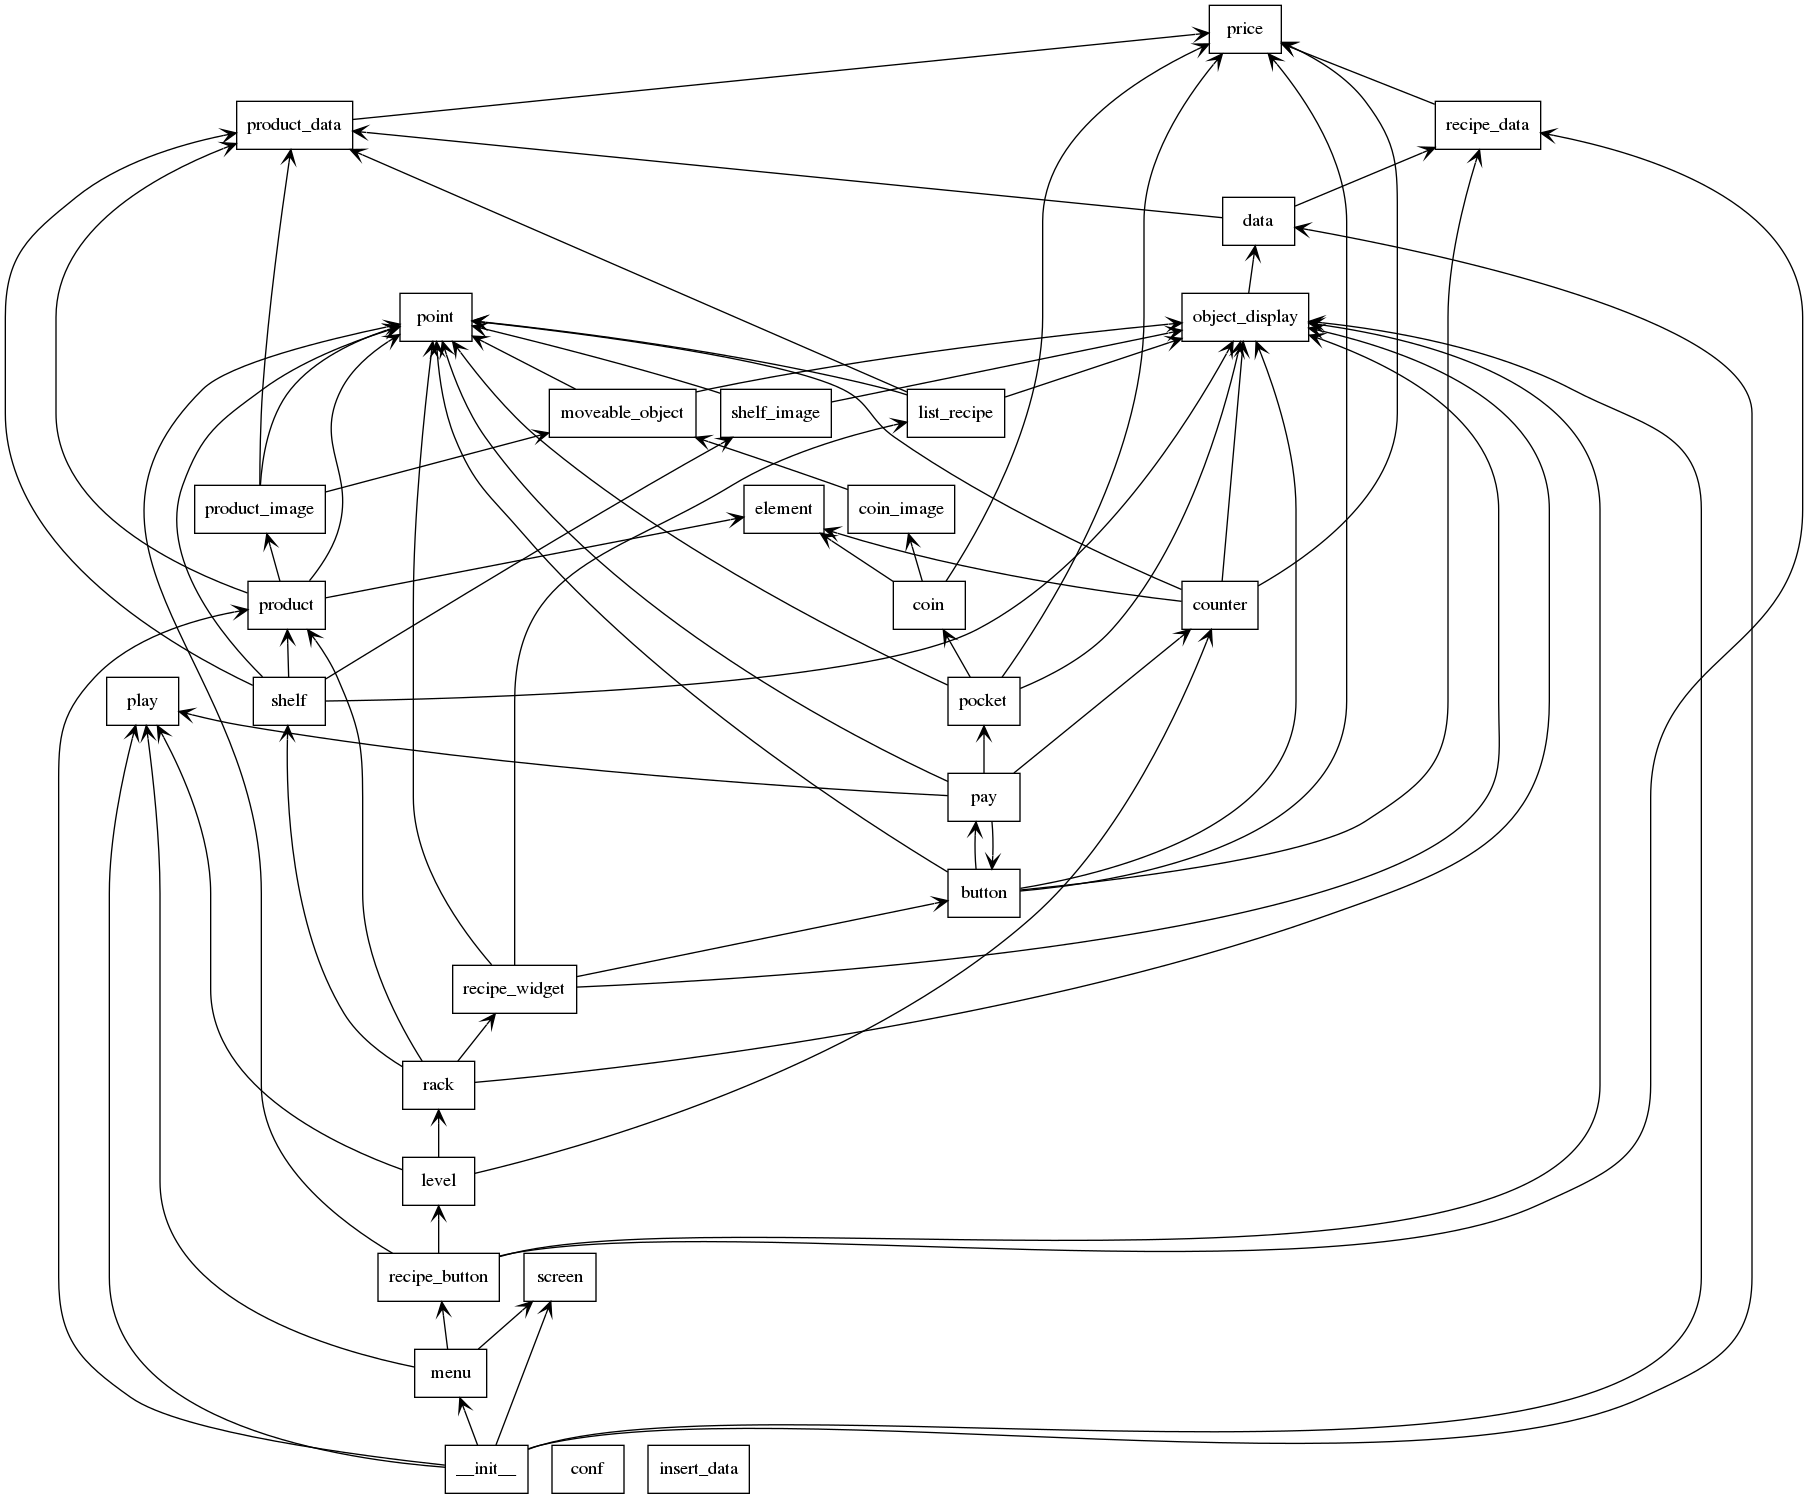 price
product_data
recipe_data
data
point
object_display
moveable_object
shelf_image
list_recipe
product_image
element
coin_image
product
coin
counter
play
shelf
pocket
pay
button
recipe_widget
rack
level
recipe_button
screen
menu
__init__
conf
insert_data